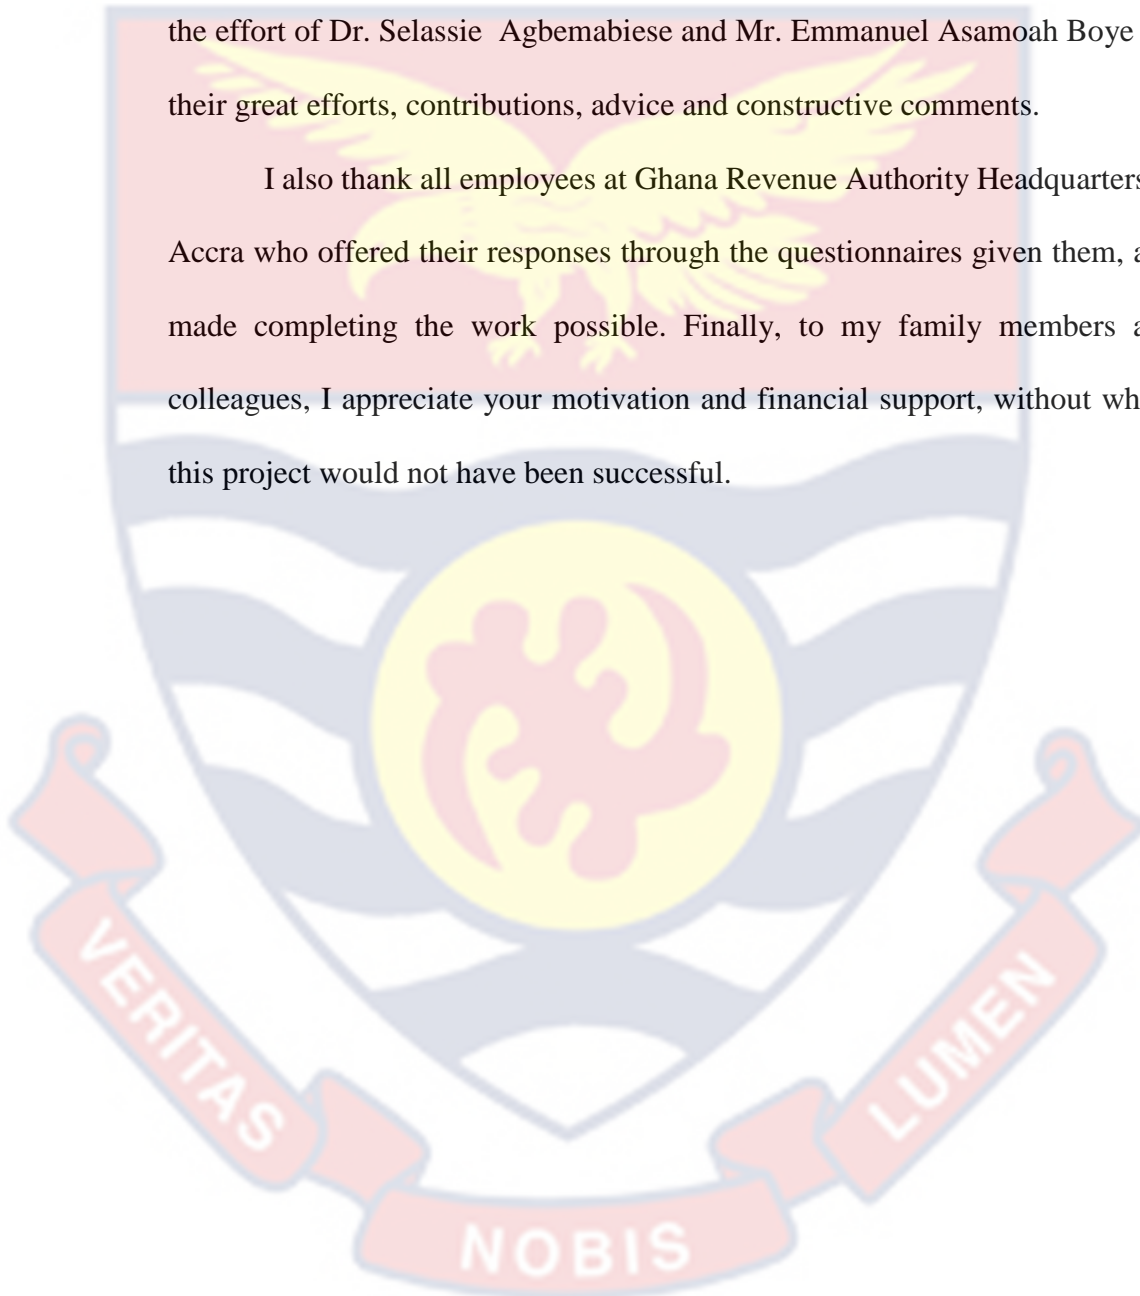 the effort of Dr. Selassie Agbemabiese and Mr. Emmanuel Asamoah Boye
their great efforts, contributions, advice and constructive comments.
I also thank all employees at Ghana Revenue Authority Headquarters
Accra who offered their responses through the questionnaires given them, a
made completing the work possible. Finally, to my family members a
colleagues, I appreciate your motivation and financial support, without wh
this project would not have been successful.
VERITAS
NOBIS
LUMEN